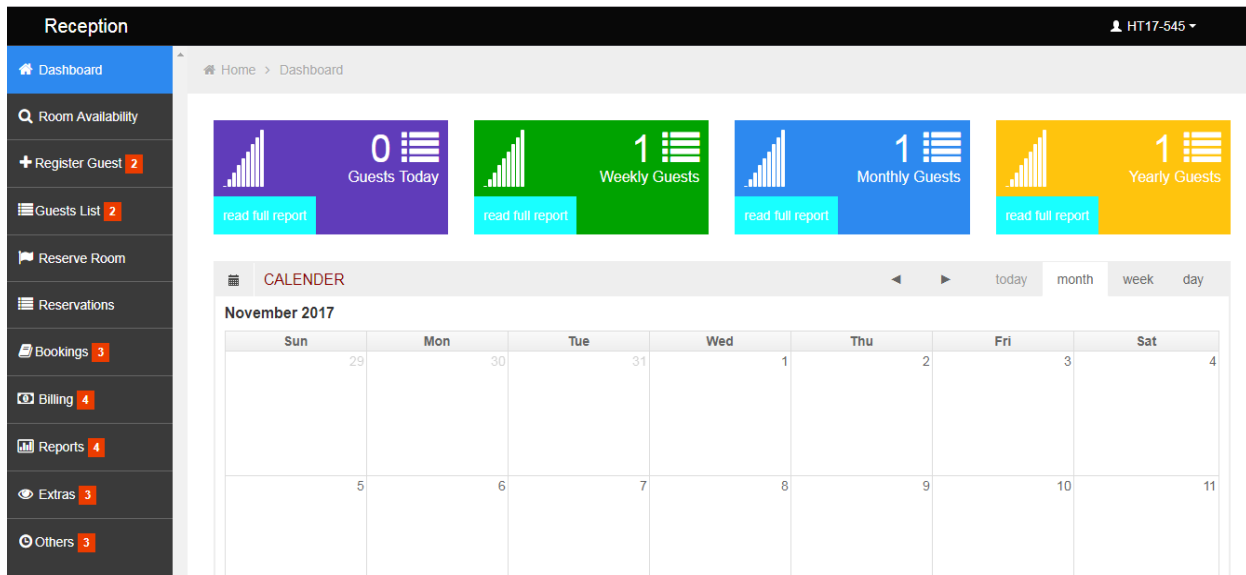 Reception
HT17-545
Dashboard
Room Availability
Register Guest 2
Guests List 2
Reserve Room
Reservations
Bookings 3
Billing 4
Reports 4
Extras 3
Others 3
Home > Dashboard
0
Guests Today
read full report
1
Weekly Guests
read full report
1
Monthly Guests
read full report
1
Yearly Guests
read full report
CALENDER
today month week day
November 2017
Sun Mon Tue Wed Thu Fri Sat
29 30 31 1 2 3 4
5 6 7 8 9 10 11